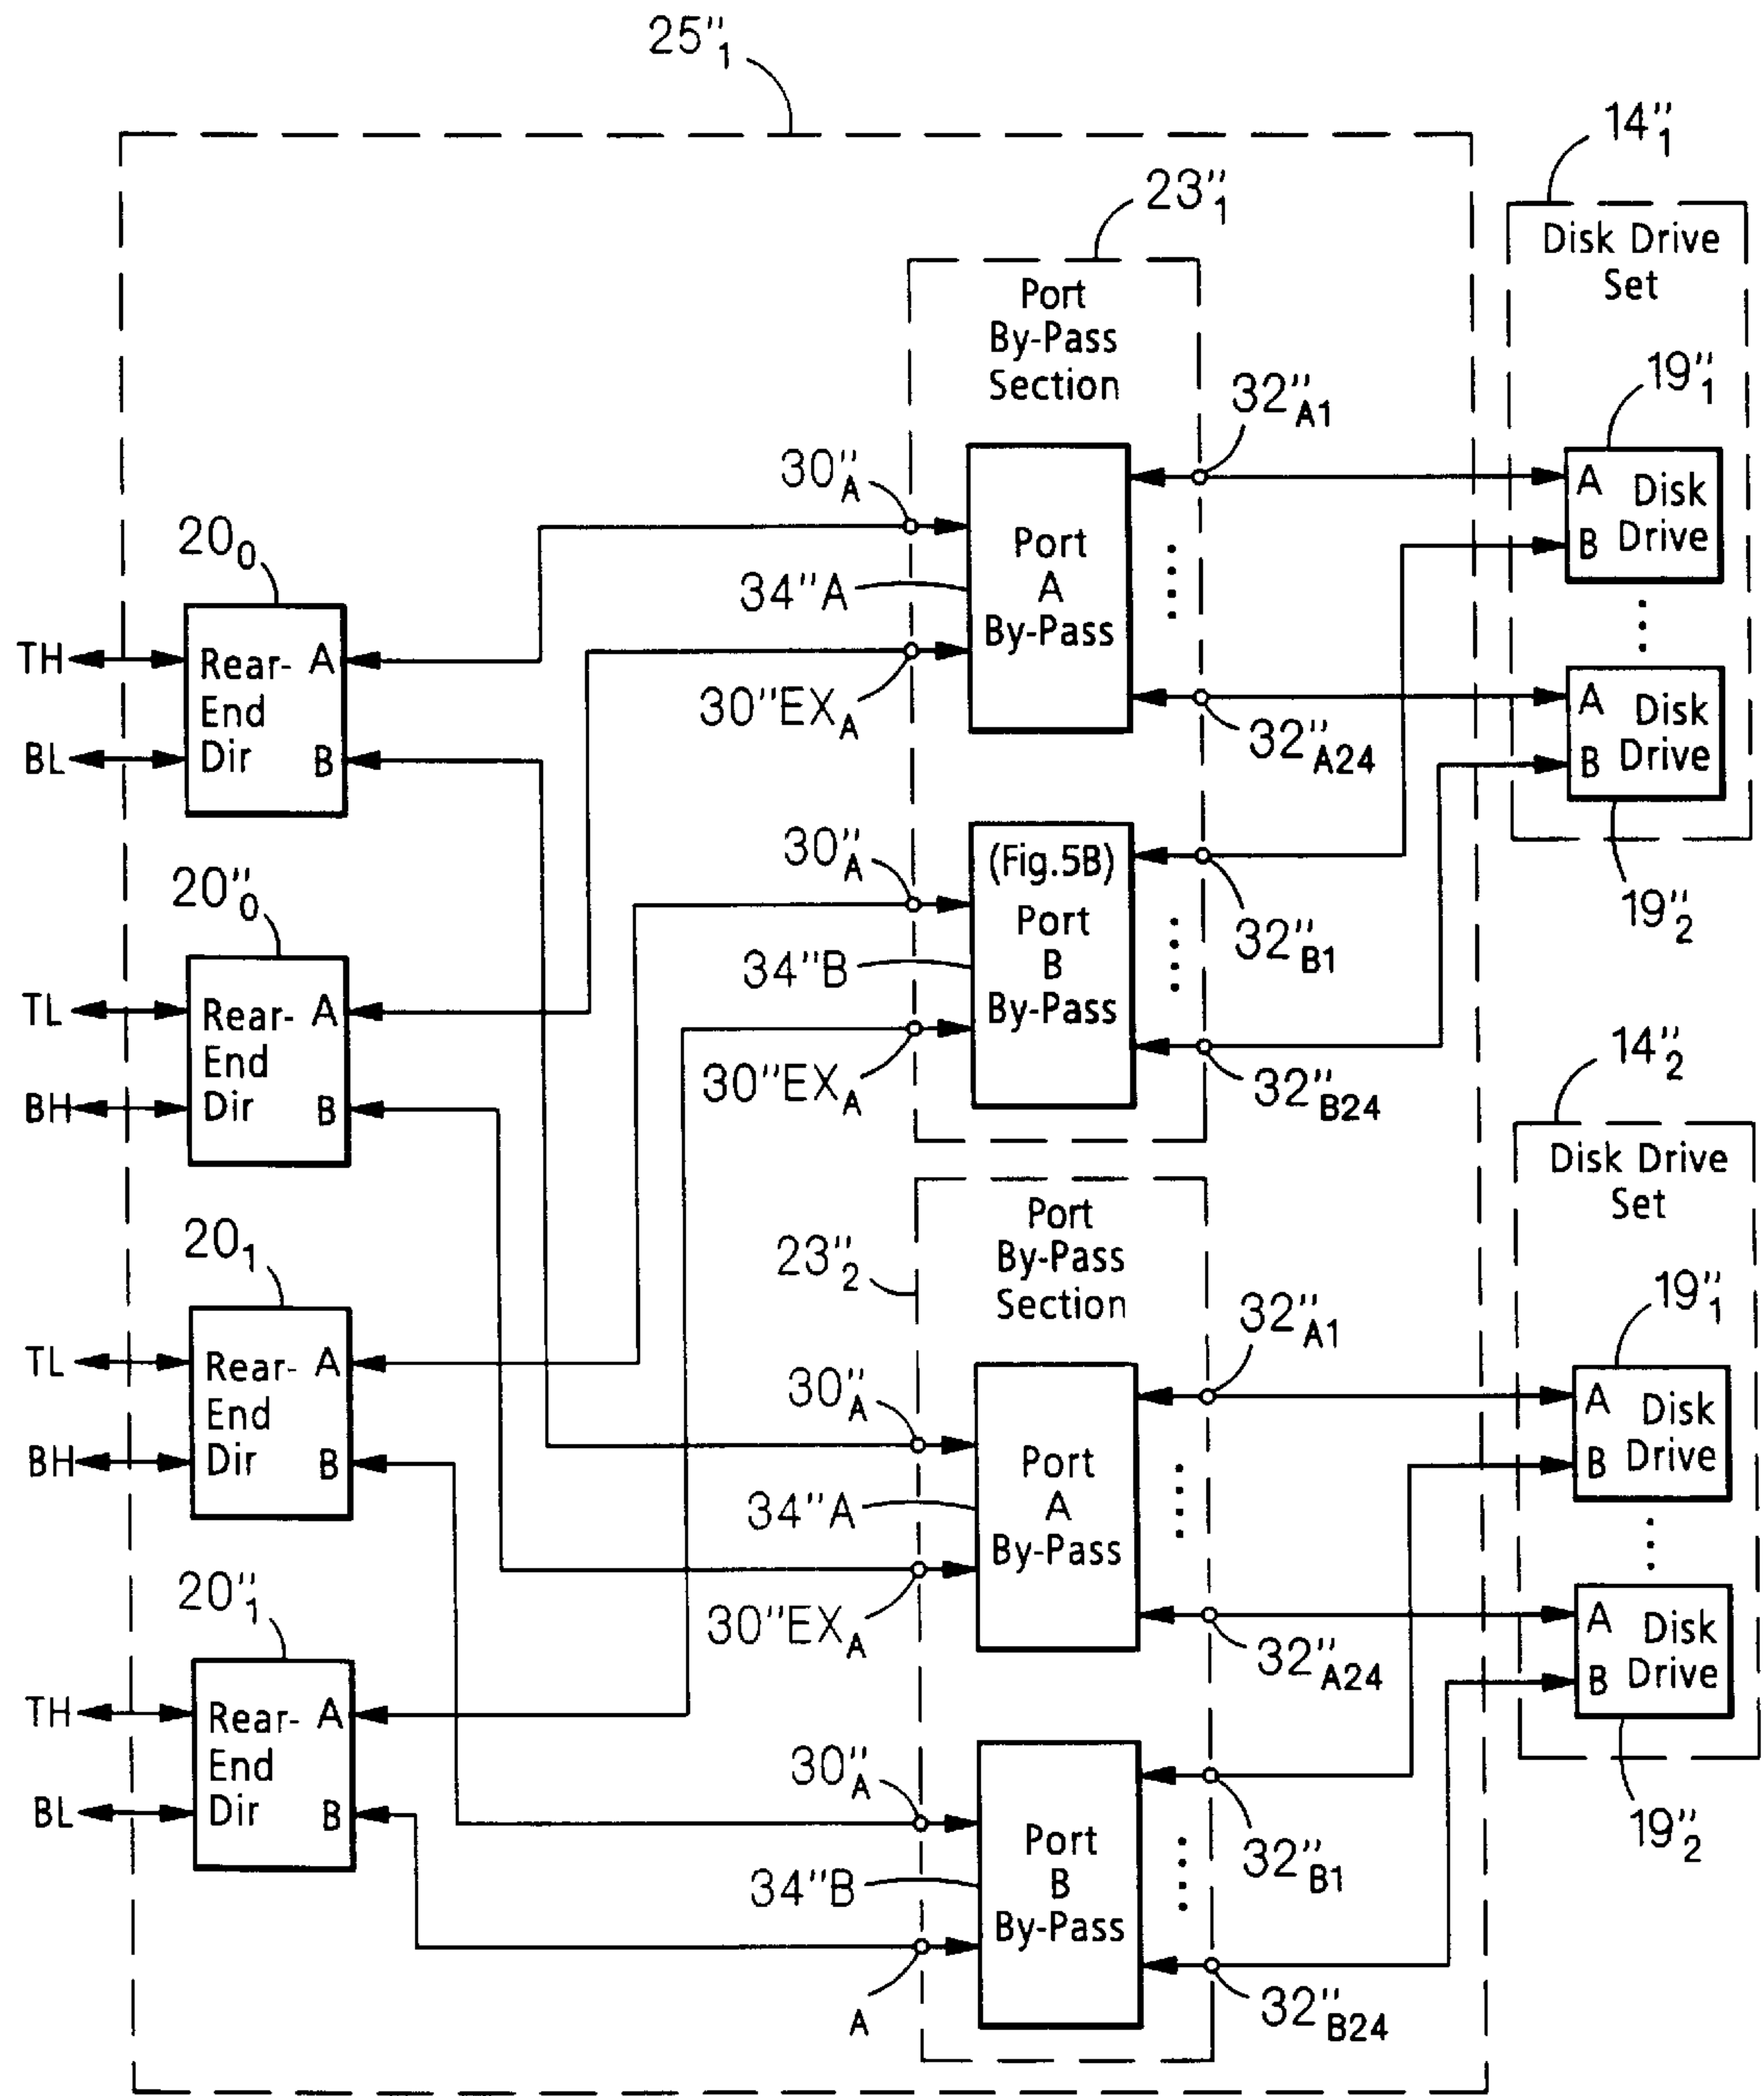 25"1
14"1
Disk Drive
Set
23"1
Port
By-Pass
Section
19"1
32"A1
A Disk
B Drive
30"A
Port
A
By-Pass
34"A
30"EXA
32"A24
A Disk
B Drive
19"2
200
TH
BL
Rear-
End
Dir
A
B
30"A
(Fig.5B)
Port
B
By-Pass
34"B
30"EXA
32"B1
32"B24
20"0
TL
BH
Rear-
End
Dir
A
B
14"2
Disk Drive
Set
23"2
Port
By-Pass
Section
201
TL
BH
Rear-
End
Dir
A
B
32"A1
19"1
A Disk
B Drive
30"A
Port
A
By-Pass
34"A
30"EXA
32"A24
A Disk
B Drive
19"2
20"1
TH
BL
Rear-
End
Dir
A
B
30"A
Port
B
By-Pass
34"B
A
32"B1
32"B24